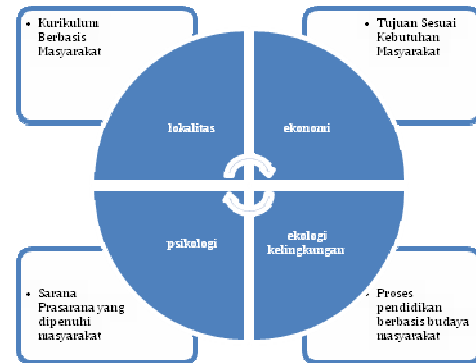 • Kurikulum
Berbasis
Masyarakat
• Tujuan Sesuai
Kebutuhan
Masyarakat
lokalitas
ekonomi
psikologi
ekologi
kelingkungan
• Sarana
Prasarana yang
dipenuhi
masyarakat
• Proses
pendidikan
berbasis budaya
masyarakat